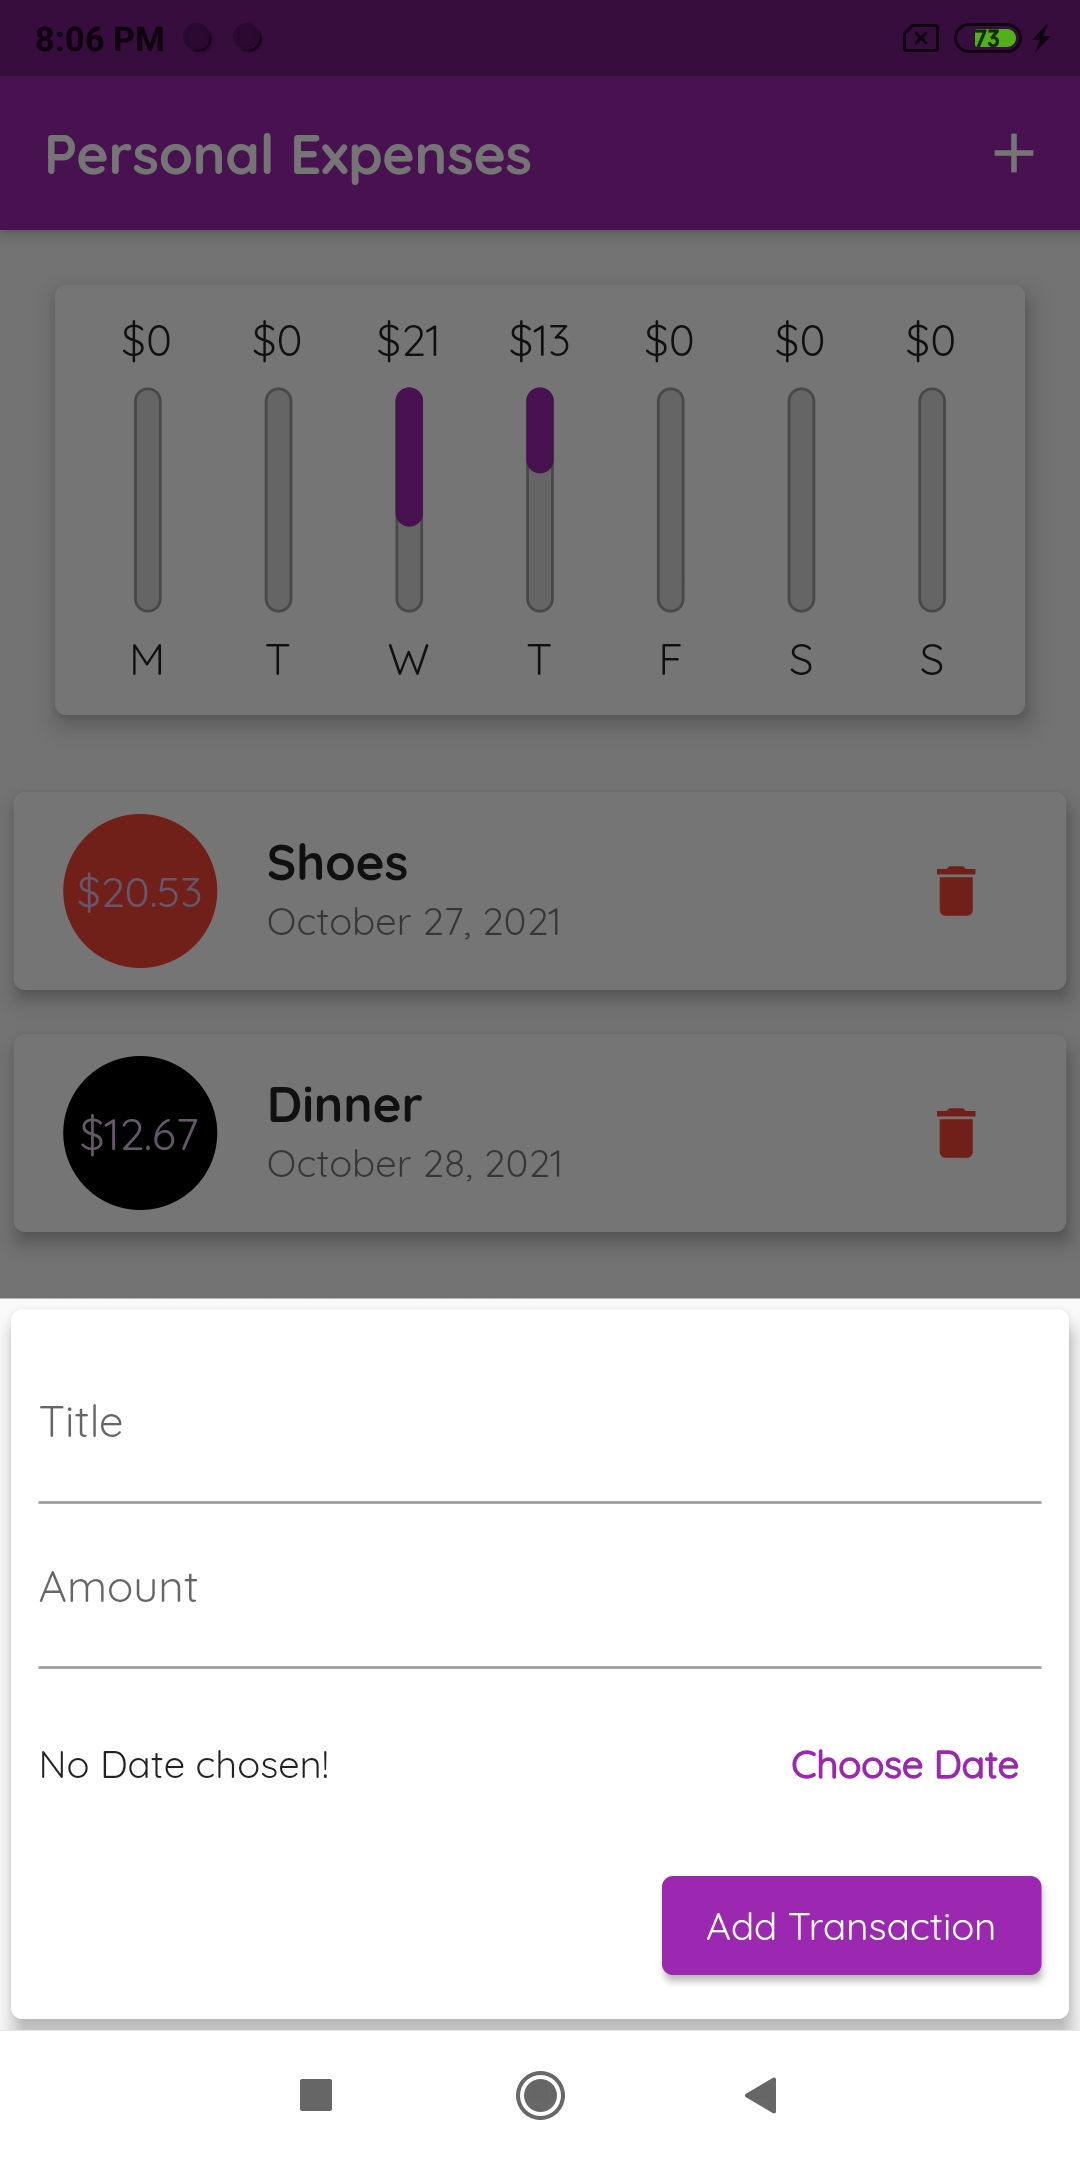 8:06 PM 73
Personal Expenses +
$0 $0 $21 $13 $0 $0 $0
M T W T F S S
$20.53 Shoes
October 27, 2021
$12.67 Dinner
October 28, 2021
Title
Amount
No Date chosen! Choose Date
Add Transaction